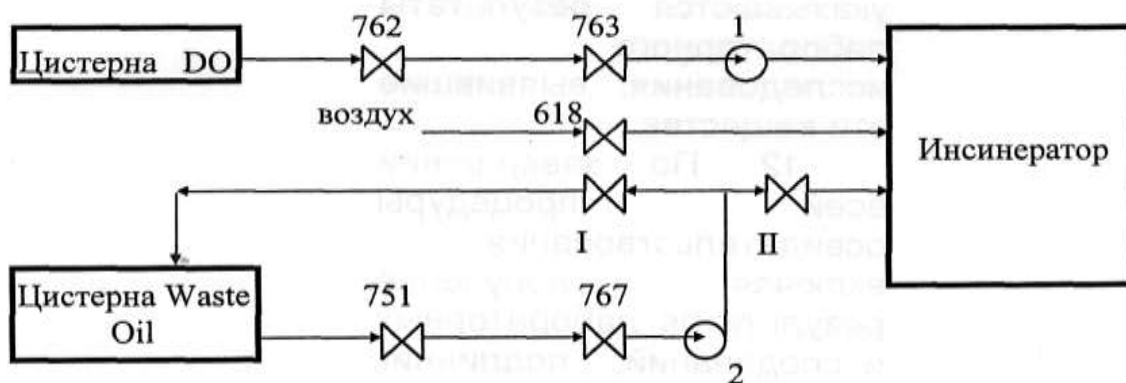 762
763
1
Цистерна DO
воздух
618
Инсинератор
I
II
Цистерна Waste
Oil
751
767
2